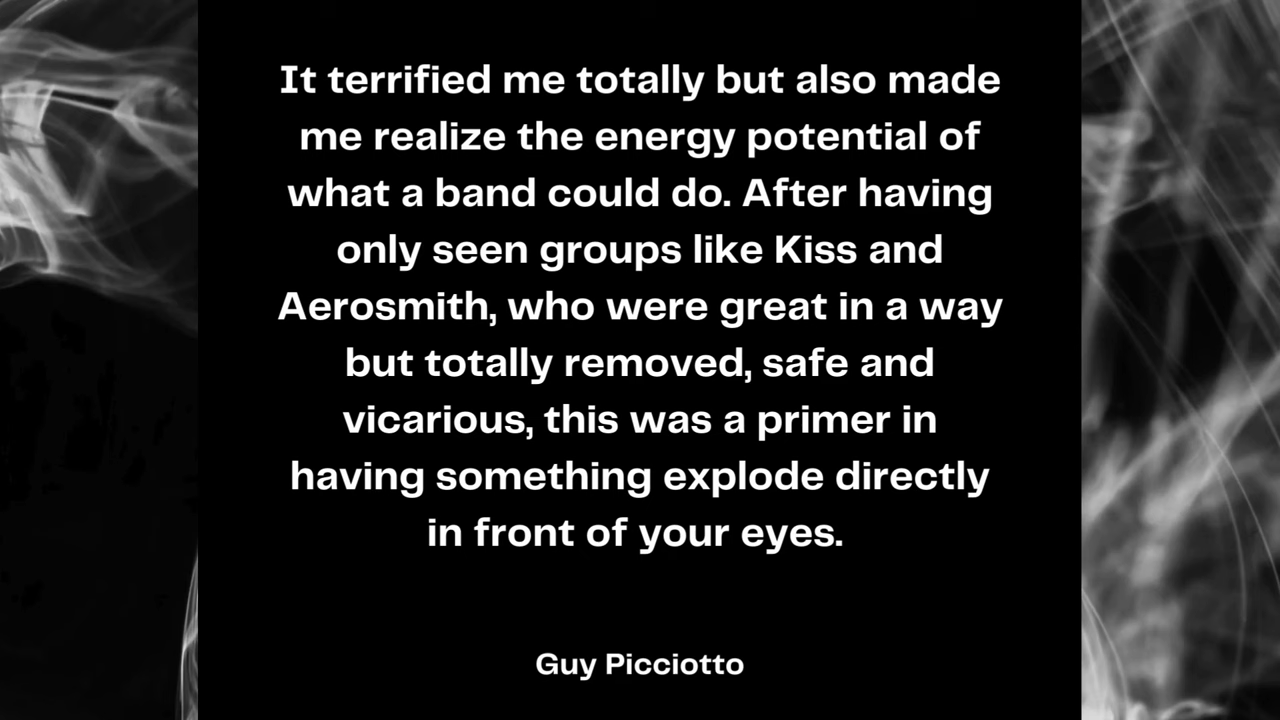 It terrified me totally but also made
me realize the energy potential of
what a band could do. After having
only seen groups like Kiss and
Aerosmith, who were great in a way
but totally removed, safe and
vicarious, this was a primer in
having something explode directly
in front of your eyes.
Guy Picciotto